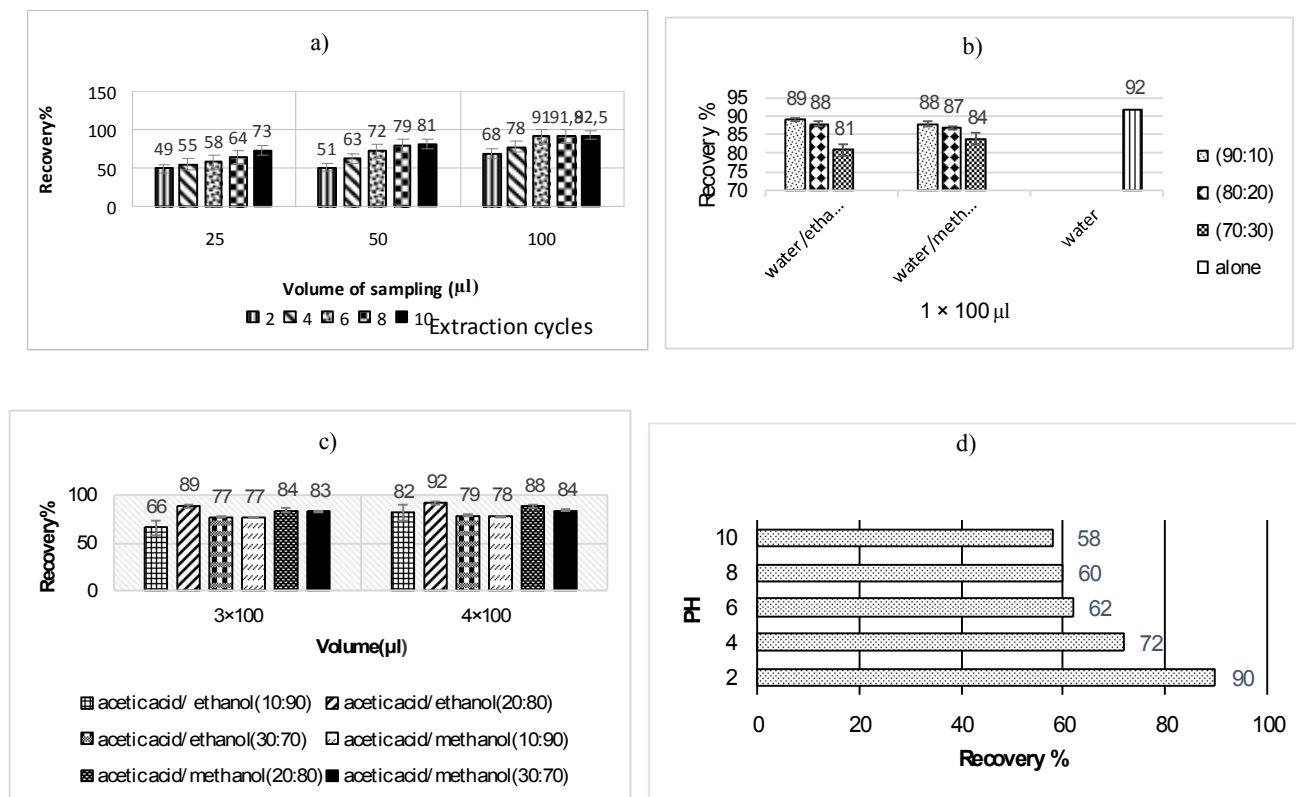 a)
Recovery%
150
100
50
0
49 55 58 64 73
51 63 72 79 81
68 78 91 91,8 92,5
25 50 100
Volume of sampling (µl)
2 4 6 8 10 Extraction cycles
b)
Recovery %
95
90
85
80
75
70
89 88 81
88 87 84
92
water/etha...
water/meth...
water
1 × 100 µl
(90:10)
(80:20)
(70:30)
alone
c)
Recovery%
100
50
0
66 89 77 77 84 83
82 92 79 78 88 84
3×100 4×100
Volume(µl)
aceticacid/ ethanol(10:90) aceticacid/ethanol(20:80)
aceticacid/ethanol(30:70) aceticacid/methanol(10:90)
aceticacid/methanol(20:80) aceticacid/methanol(30:70)
d)
PH
10 58
8 60
6 62
4 72
2 90
0 20 40 60 80 100
Recovery %